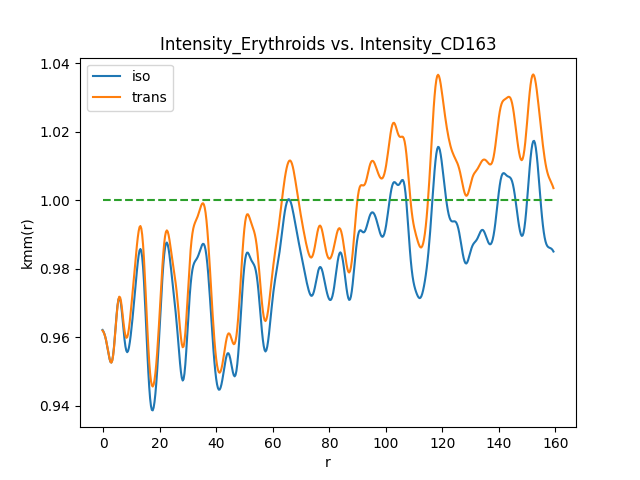 Intensity_Erythroids vs. Intensity_CD163
iso
trans
kmm(r)
1.04
1.02
1.00
0.98
0.96
0.94
0 20 40 60 80 100 120 140 160
r